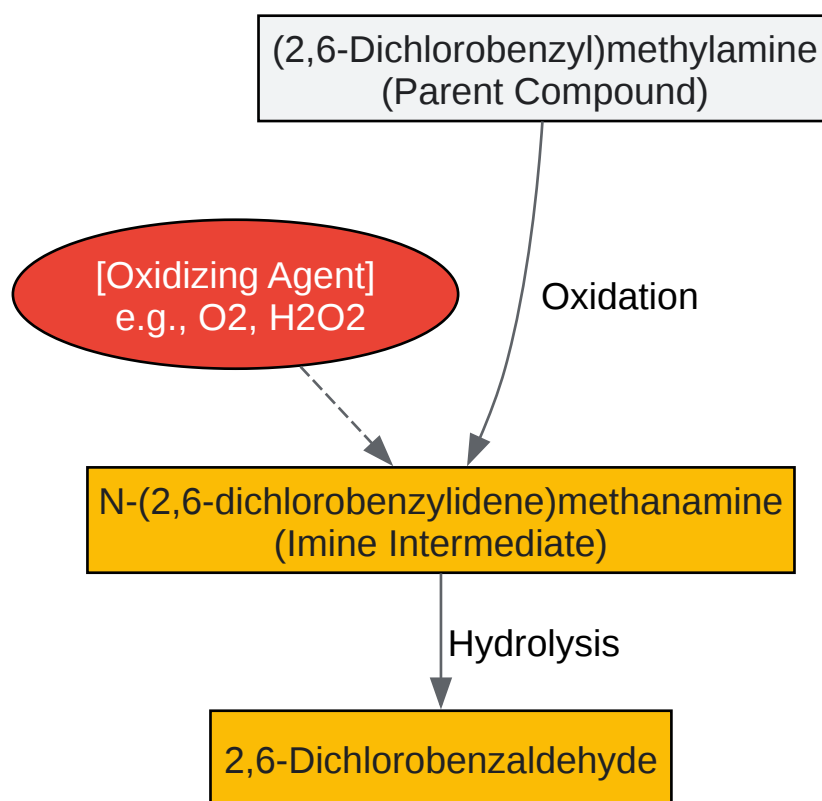 (2,6-Dichlorobenzyl)methylamine
(Parent Compound)
[Oxidizing Agent]
e.g., O2, H2O2
Oxidation
N-(2,6-dichlorobenzylidene)methanamine
(Imine Intermediate)
Hydrolysis
2,6-Dichlorobenzaldehyde